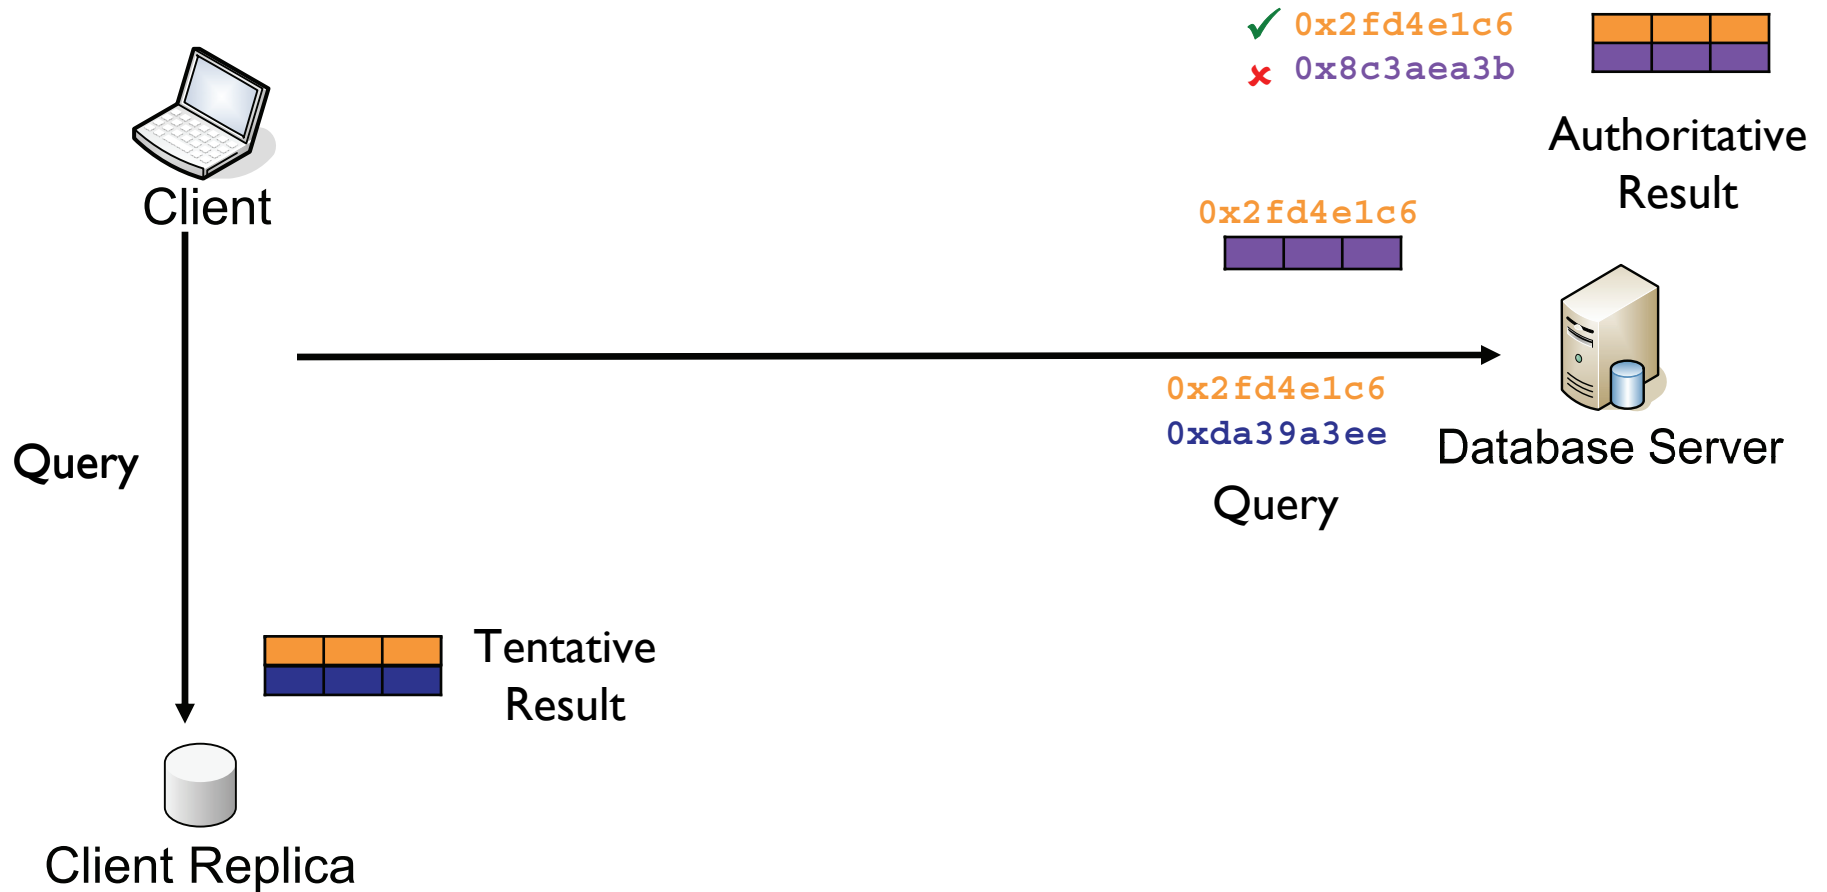 ✓ 0x2fd4e1c6
✘ 0x8c3aea3b
Authoritative
Result
Client
0x2fd4e1c6
0x2fd4e1c6
0xda39a3ee
Database Server
Query
Query
Tentative
Result
Client Replica